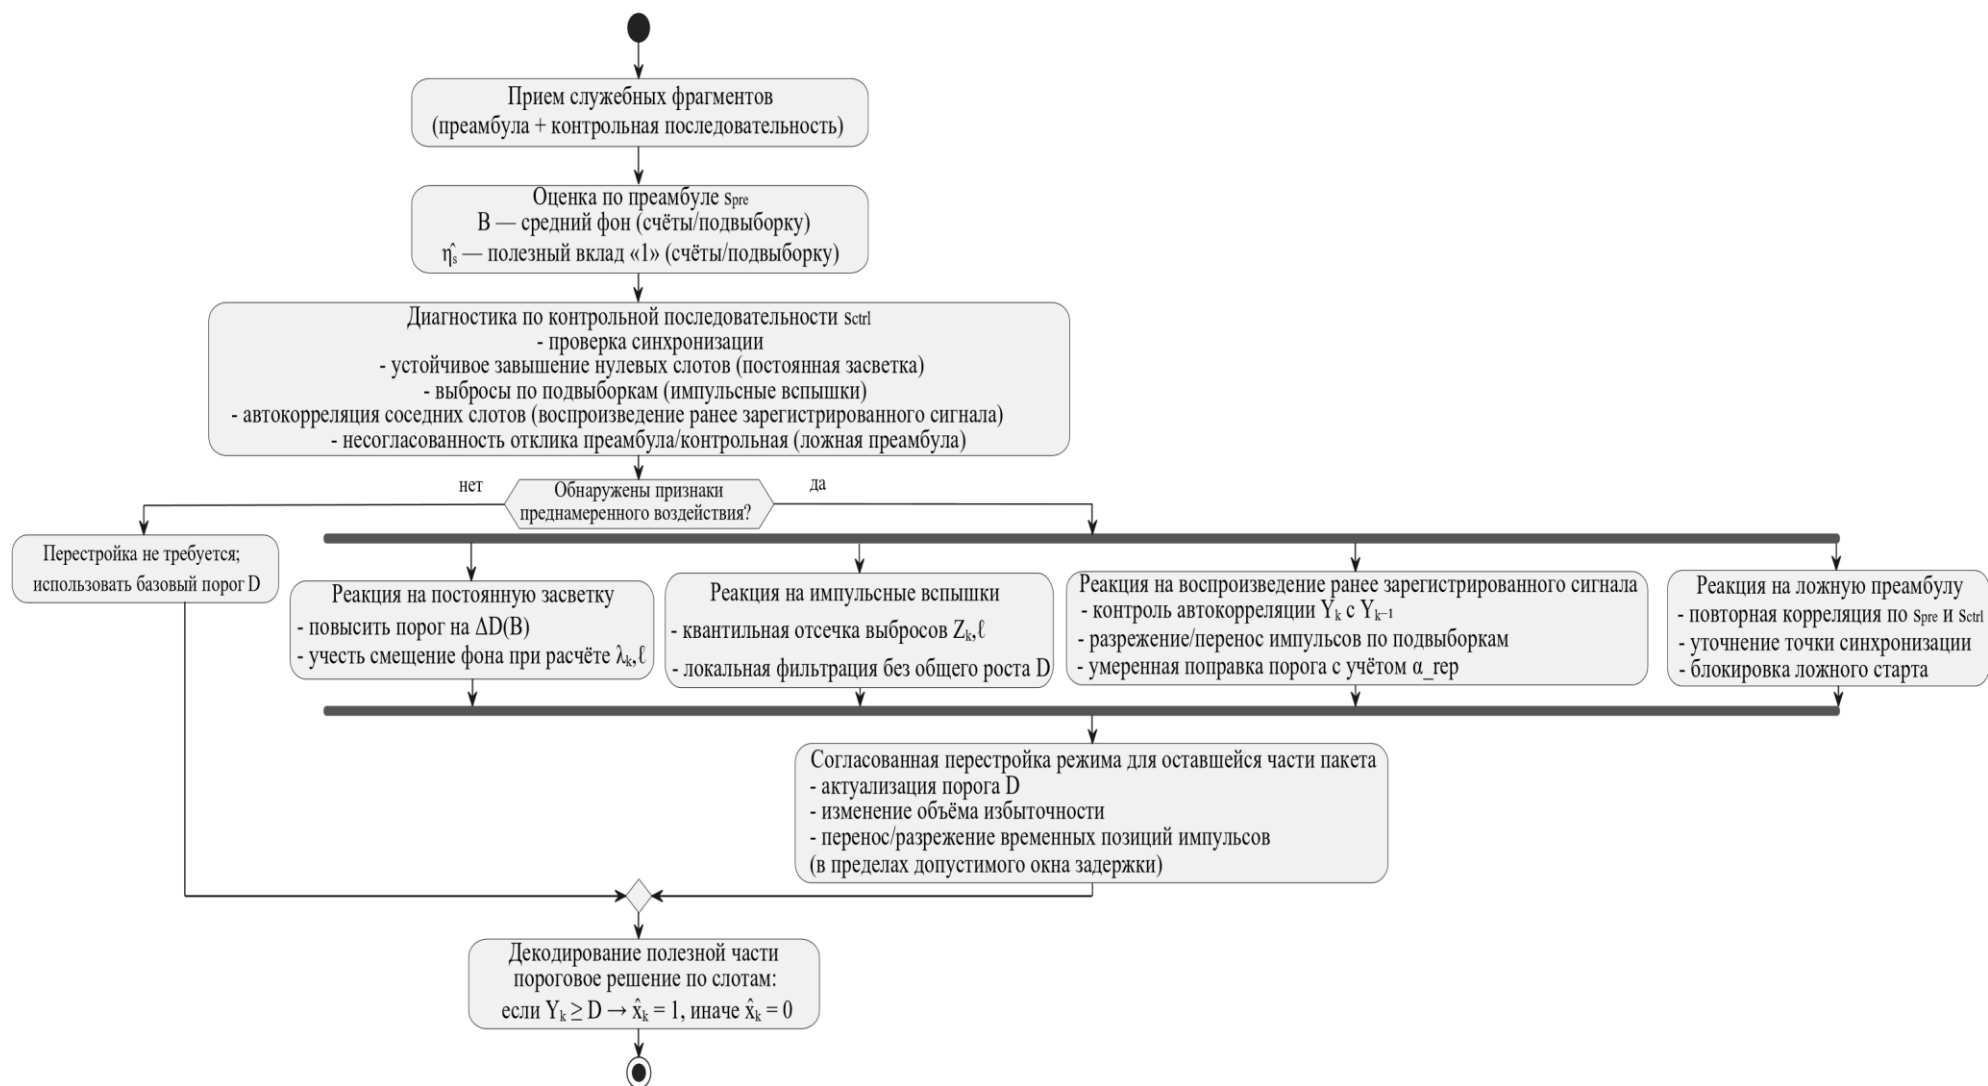 Прием служебных фрагментов
(преамбула + контрольная последовательность)
Оценка по преамбуле sₚᵣₑ
B — средний фон (счёты/подвыборку)
η̂ₛ — полезный вклад «1» (счёты/подвыборку)
Диагностика по контрольной последовательности s_ctrl
- проверка синхронизации
- устойчивое завышение нулевых слотов (постоянная засветка)
- выбросы по подвыборкам (импульсные вспышки)
- автокорреляция соседних слотов (воспроизведение ранее зарегистрированного сигнала)
- несогласованность отклика преамбула/контрольная (ложная преамбула)
нет
Обнаружены признаки
преднамеренного воздействия?
да
Перестройка не требуется;
использовать базовый порог D
Реакция на постоянную засветку
- повысить порог на ΔD(B)
- учесть смещение фона при расчёте λₖ,ℓ
Реакция на импульсные вспышки
- квантильная отсечка выбросов Zₖ,ℓ
- локальная фильтрация без общего роста D
Реакция на воспроизведение ранее зарегистрированного сигнала
- контроль автокорреляции Yₖ с Yₖ₋₁
- разрежение/перенос импульсов по подвыборкам
- умеренная поправка порога с учётом α_rep
Реакция на ложную преамбулу
- повторная корреляция по sₚᵣₑ и s_ctrl
- уточнение точки синхронизации
- блокировка ложного старта
Согласованная перестройка режима для оставшейся части пакета
- актуализация порога D
- изменение объёма избыточности
- перенос/разрежение временных позиций импульсов
(в пределах допустимого окна задержки)
Декодирование полезной части
пороговое решение по слотам:
если Yₖ ≥ D → x̂ₖ = 1, иначе x̂ₖ = 0